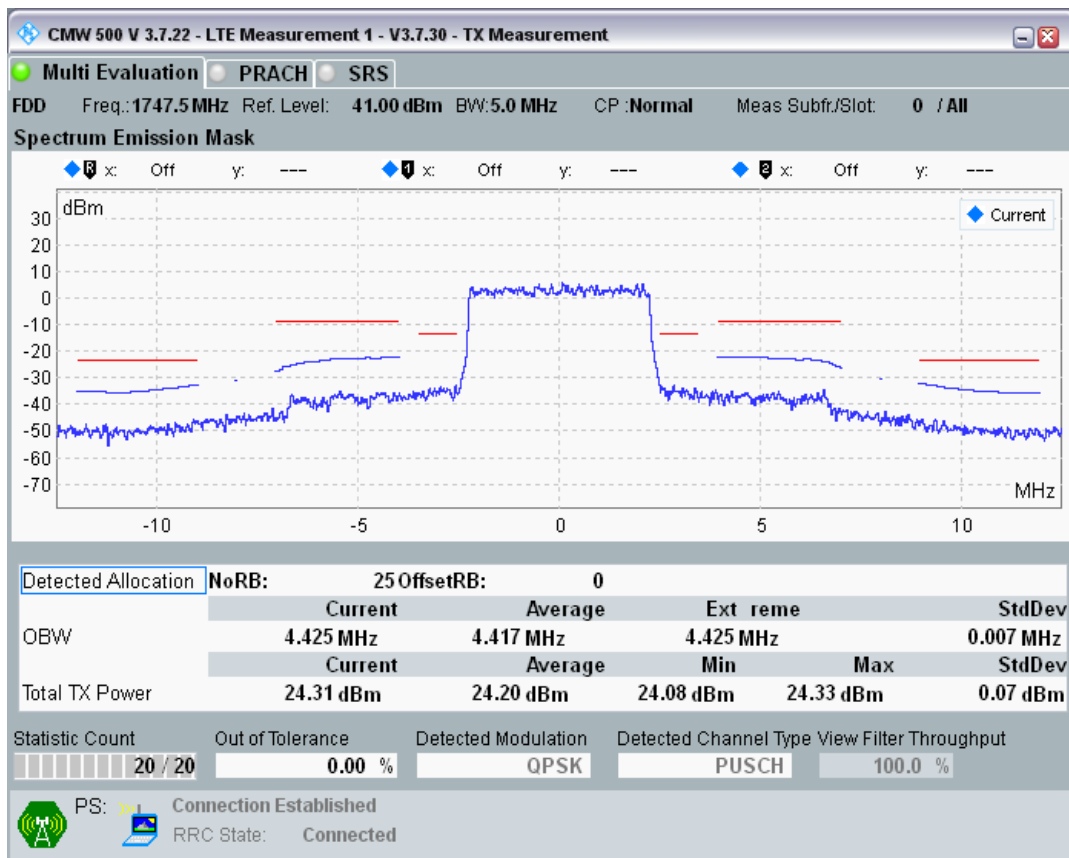 CMW 500 V 3.7.22 - LTE Measurement 1 - V3.7.30 - TX Measurement
Multi Evaluation PRACH SRS
FDD Freq.: 1747.5 MHz Ref. Level: 41.00 dBm BW: 5.0 MHz CP : Normal Meas Subfr./Slot: 0 / All
Spectrum Emission Mask
R x: Off y: --- 1 x: Off y: --- 2 x: Off y: ---
dBm
Current
30
20
10
0
-10
-20
-30
-40
-50
-60
-70
MHz
-10 -5 0 5 10
Detected Allocation NoRB: 25 OffsetRB: 0
Current Average Ext reme StdDev
OBW 4.425 MHz 4.417 MHz 4.425 MHz 0.007 MHz
Current Average Min Max StdDev
Total TX Power 24.31 dBm 24.20 dBm 24.08 dBm 24.33 dBm 0.07 dBm
Statistic Count Out of Tolerance Detected Modulation Detected Channel Type View Filter Throughput
20 / 20 0.00 % QPSK PUSCH 100.0 %
PS: Connection Established
RRC State: Connected